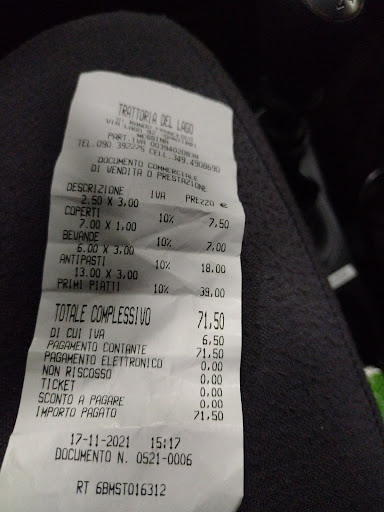 TRATTORIA DEL LAGO
PART.IVA
TEL.090 392275 CELL.349.4908690
DOCUMENTO COMMERCIALE
DI VENDITA O PRESTAZIONE
DESCRIZIONE IVA PREZZO €
2.50 X 3,00
COPERTI 10% 7,50
7.00 X 1,00
BEVANDE 10% 7,00
6.00 X 3,00
ANTIPASTI 10% 18,00
13.00 X 3,00
PRIMI PIATTI 10% 39,00
TOTALE COMPLESSIVO 71,50
DI CUI IVA 6,50
PAGAMENTO CONTANTE 71,50
PAGAMENTO ELETTRONICO 0,00
NON RISCOSSO 0,00
TICKET 0,00
SCONTO A PAGARE 0,00
IMPORTO PAGATO 71,50
17-11-2021 15:17
DOCUMENTO N. 0521-0006
RT 6BMST016312